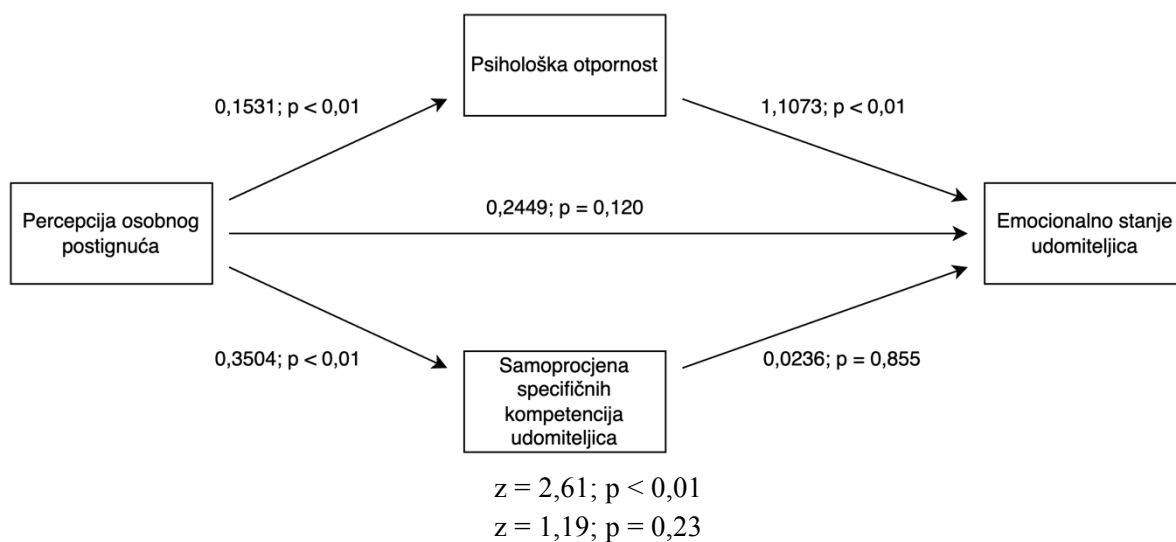 Psihološka otpornost
0,1531; p < 0,01
1,1073; p < 0,01
Percepcija osobnog
postignuća
0,2449; p = 0,120
Emocionalno stanje
udomiteljica
0,3504; p < 0,01
0,0236; p = 0,855
Samoprocjena
specifičnih
kompetencija
udomiteljica
z = 2,61; p < 0,01
z = 1,19; p = 0,23